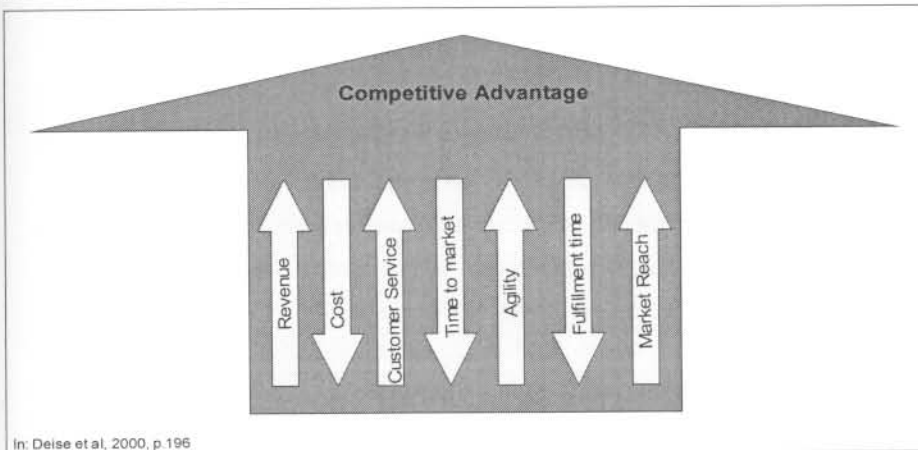 Competitive Advantage
Revenue
Cost
Customer Service
Time to market
Agility
Fulfillment time
Market Reach
In: Deise et al, 2000, p.196